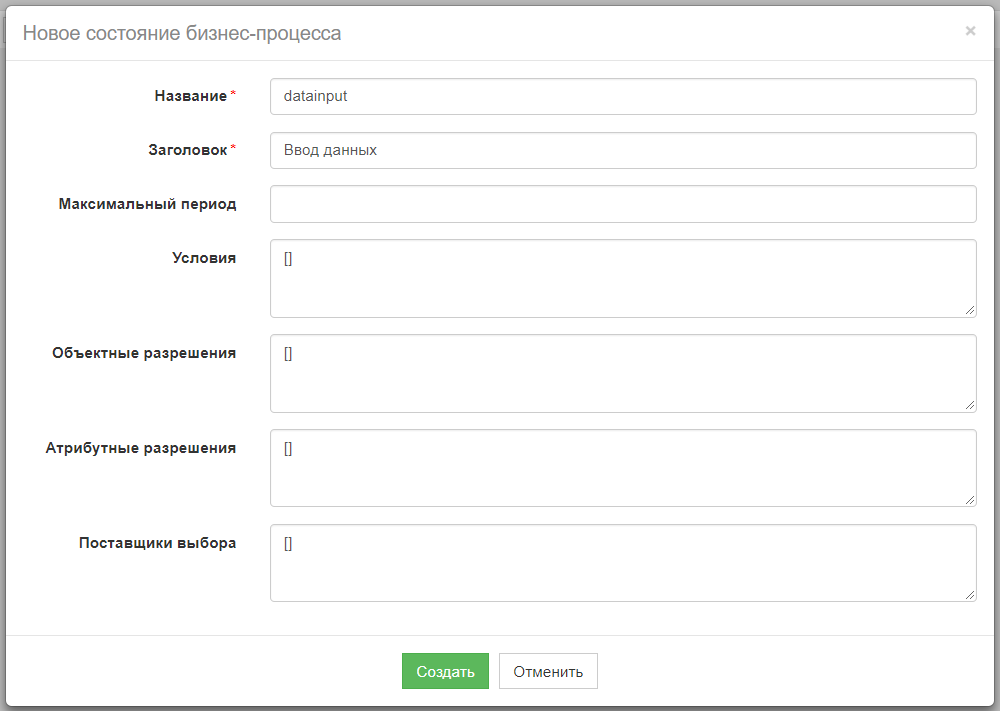 Новое состояние бизнес-процесса ×
Название * datainput
Заголовок * Ввод данных
Максимальный период
Условия []
Объектные разрешения []
Атрибутные разрешения []
Поставщики выбора []
Создать Отменить